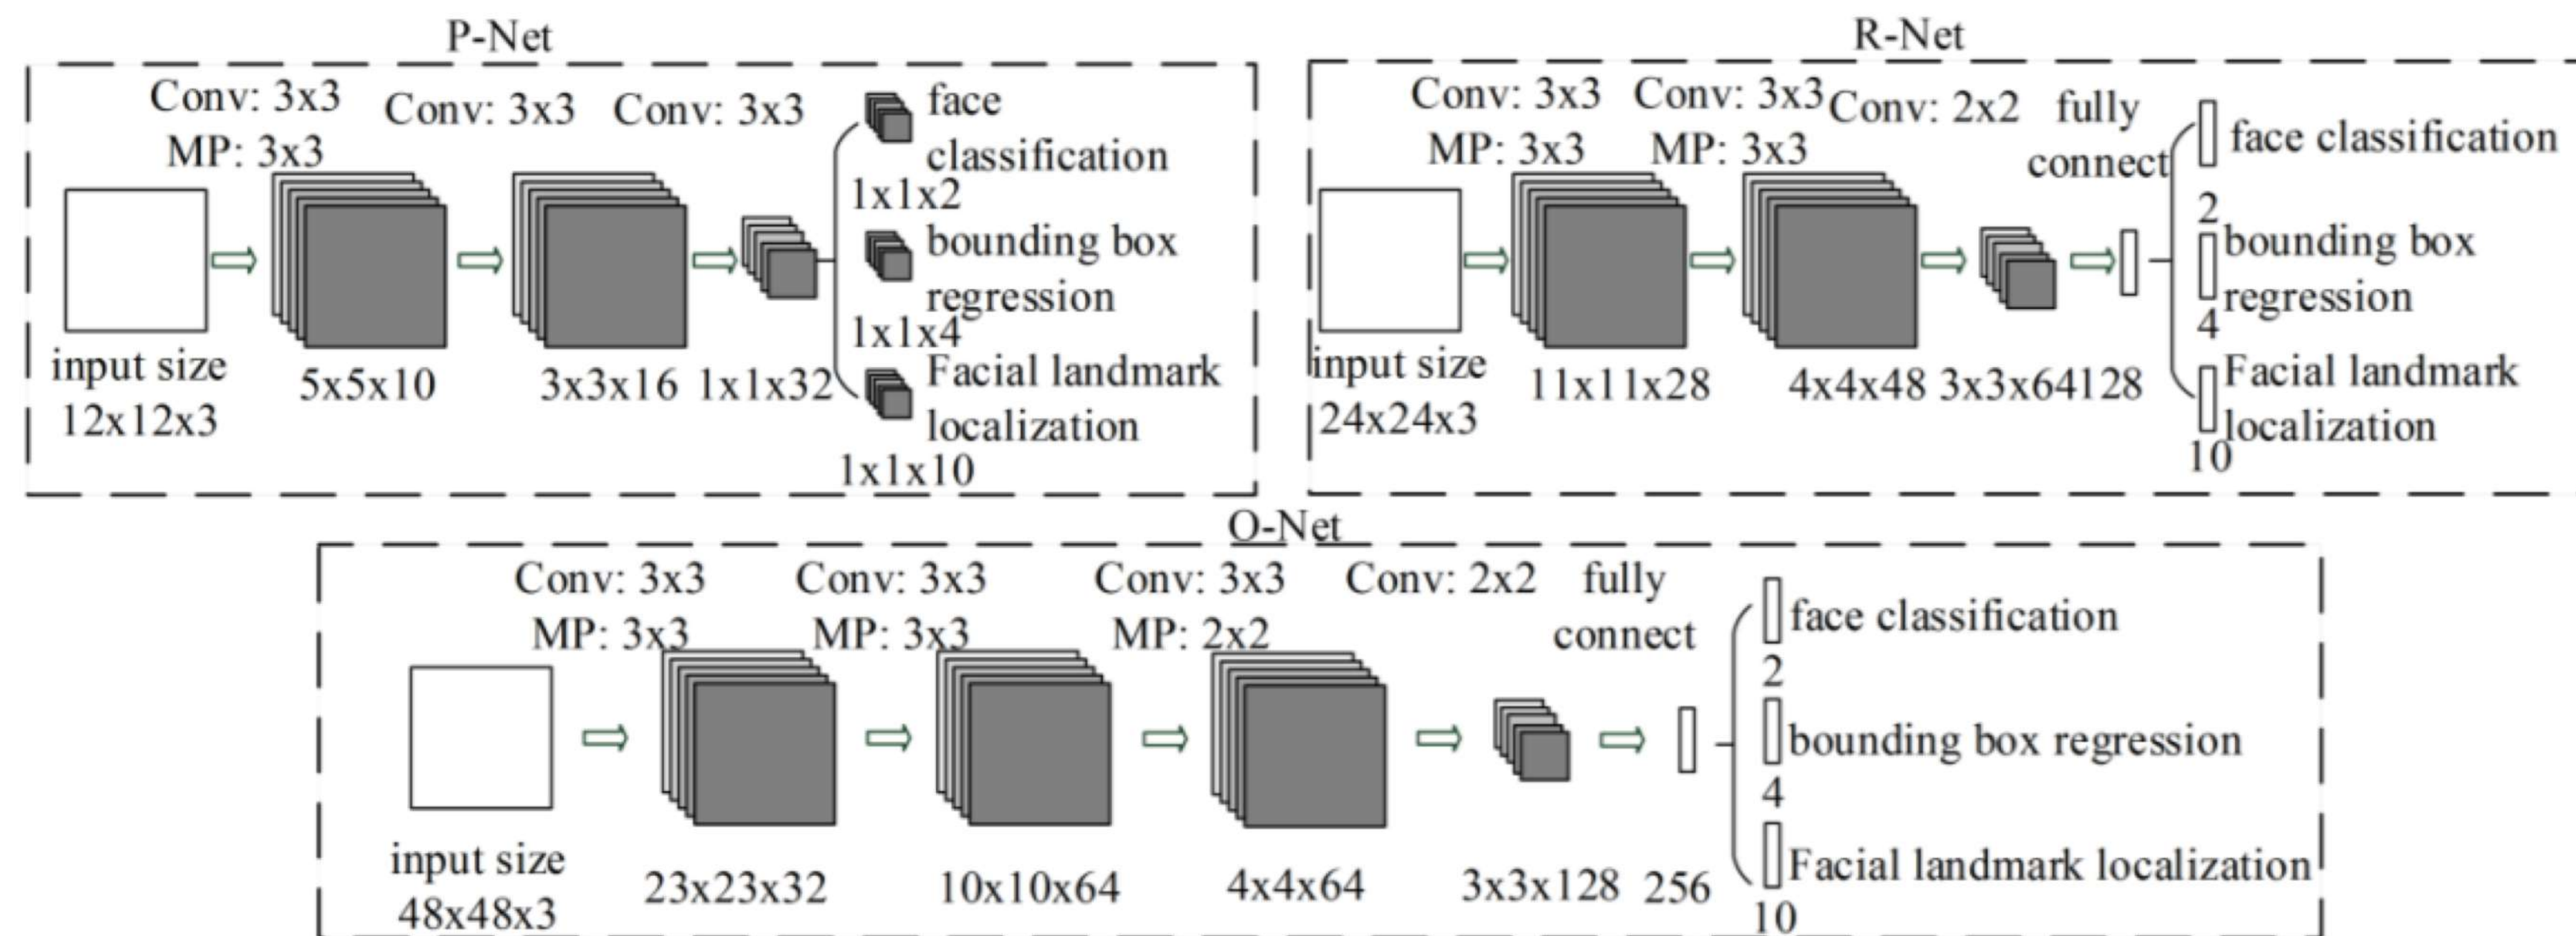 P-Net
Conv: 3x3
MP: 3x3
Conv: 3x3
Conv: 3x3
face
classification
1x1x2
bounding box
regression
1x1x4
Facial landmark
localization
1x1x10
input size
12x12x3
5x5x10
3x3x16
1x1x32
R-Net
Conv: 3x3
MP: 3x3
Conv: 3x3
MP: 3x3
Conv: 2x2
fully
connect
face classification
2
bounding box
regression
4
Facial landmark
localization
10
input size
24x24x3
11x11x28
4x4x48
3x3x64
128
O-Net
Conv: 3x3
MP: 3x3
Conv: 3x3
MP: 3x3
Conv: 3x3
MP: 2x2
Conv: 2x2
fully
connect
face classification
2
bounding box regression
4
Facial landmark localization
10
input size
48x48x3
23x23x32
10x10x64
4x4x64
3x3x128
256